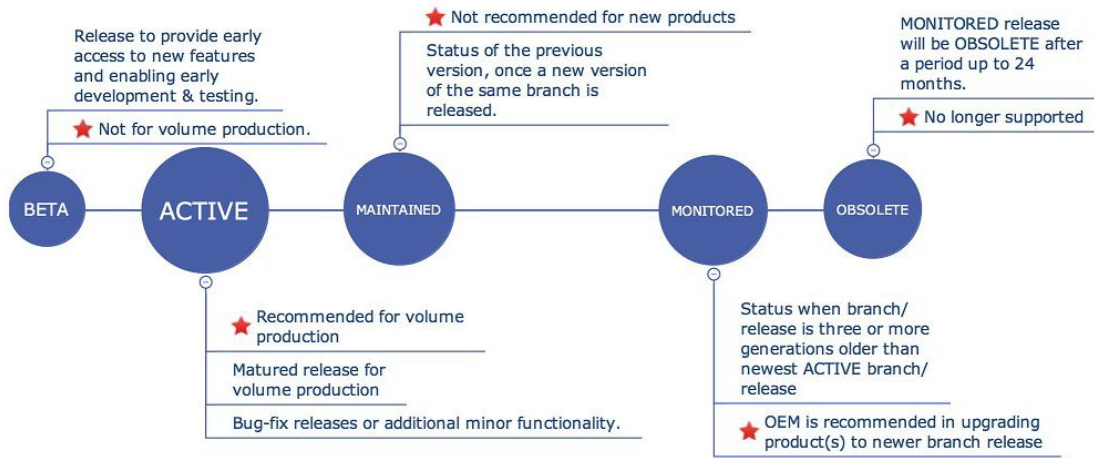 Release to provide early
access to new features
and enabling early
development & testing.
Not for volume production.
BETA
ACTIVE
Recommended for volume
production
Matured release for
volume production
Bug-fix releases or additional minor functionality.
Not recommended for new products
Status of the previous
version, once a new version
of the same branch is
released.
MAINTAINED
MONITORED
Status when branch/
release is three or more
generations older than
newest ACTIVE branch/
release
OEM is recommended in upgrading
product(s) to newer branch release
MONITORED release
will be OBSOLETE after
a period up to 24
months.
No longer supported
OBSOLETE